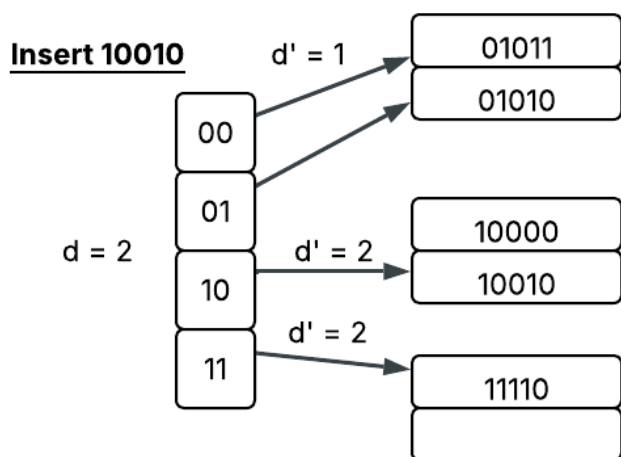 Insert 10010
d' = 1
01011
01010
00
01
10
11
d = 2
d' = 2
10000
10010
d' = 2
11110